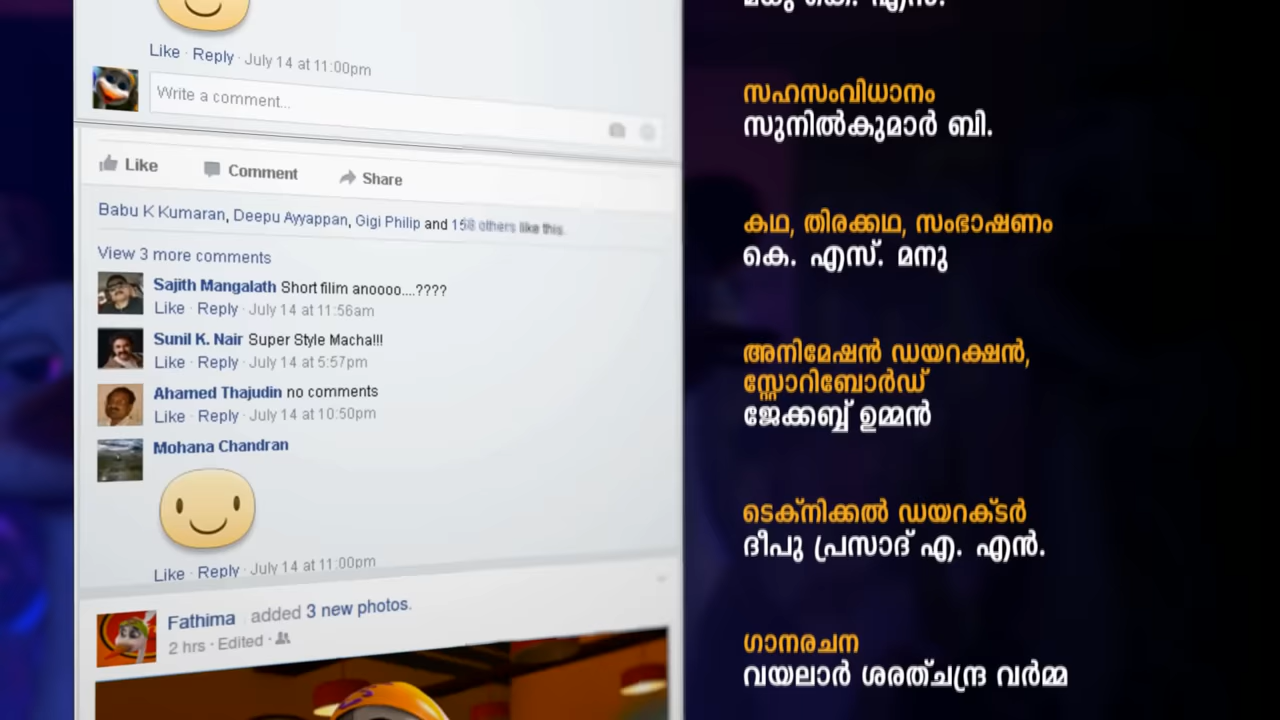 Like · Reply · July 14 at 11:00pm
Write a comment...
Like Comment Share
Babu K Kumaran, Deepu Ayyappan, Gigi Philip and 158 others like this.
View 3 more comments
Sajith Mangalath Short filim anoooo....????
Like · Reply · July 14 at 11:56am
Sunil K. Nair Super Style Macha!!!
Like · Reply · July 14 at 5:57pm
Ahamed Thajudin no comments
Like · Reply · July 14 at 10:50pm
Mohana Chandran
Like · Reply · July 14 at 11:00pm
Fathima added 3 new photos.
2 hrs · Edited ·
കെ. എസ്.
സഹസംവിധാനം
സുനിൽകുമാർ ബി.
കഥ, തിരക്കഥ, സംഭാഷണം
കെ. എസ്. മനു
അനിമേഷൻ ഡയറക്ഷൻ,
സ്റ്റോറിബോർഡ്
ജേക്കബ്ബ് ഉമ്മൻ
ടെക്നിക്കൽ ഡയറക്ടർ
ദീപു പ്രസാദ് എ. എൻ.
ഗാനരചന
വയലാർ ശരത്ചന്ദ്ര വർമ്മ